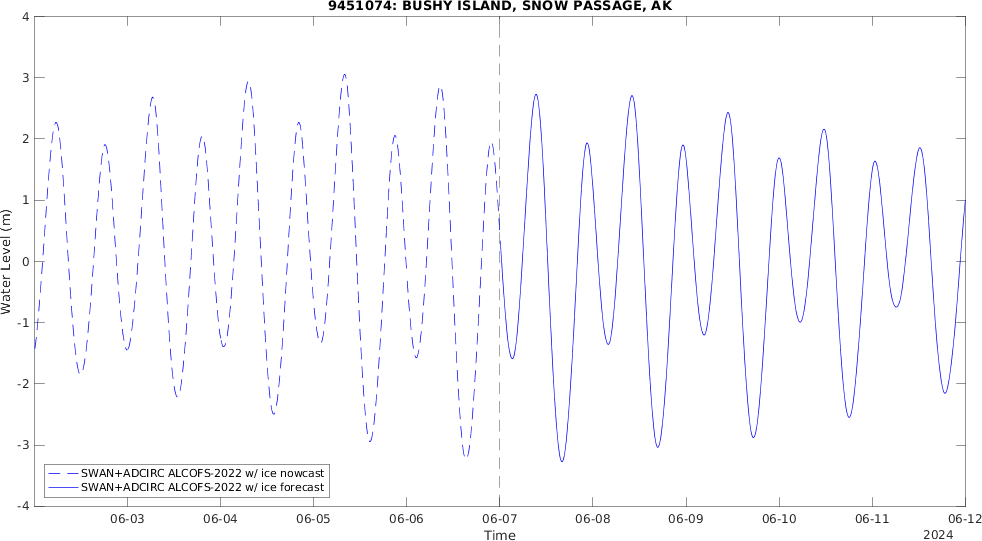 9451074: BUSHY ISLAND, SNOW PASSAGE, AK
Water Level (m)
4
3
2
1
0
-1
-2
-3
-4
SWAN+ADCIRC ALCOFS-2022 w/ ice nowcast
SWAN+ADCIRC ALCOFS-2022 w/ ice forecast
06-03 06-04 06-05 06-06 06-07 06-08 06-09 06-10 06-11 06-12
Time
2024